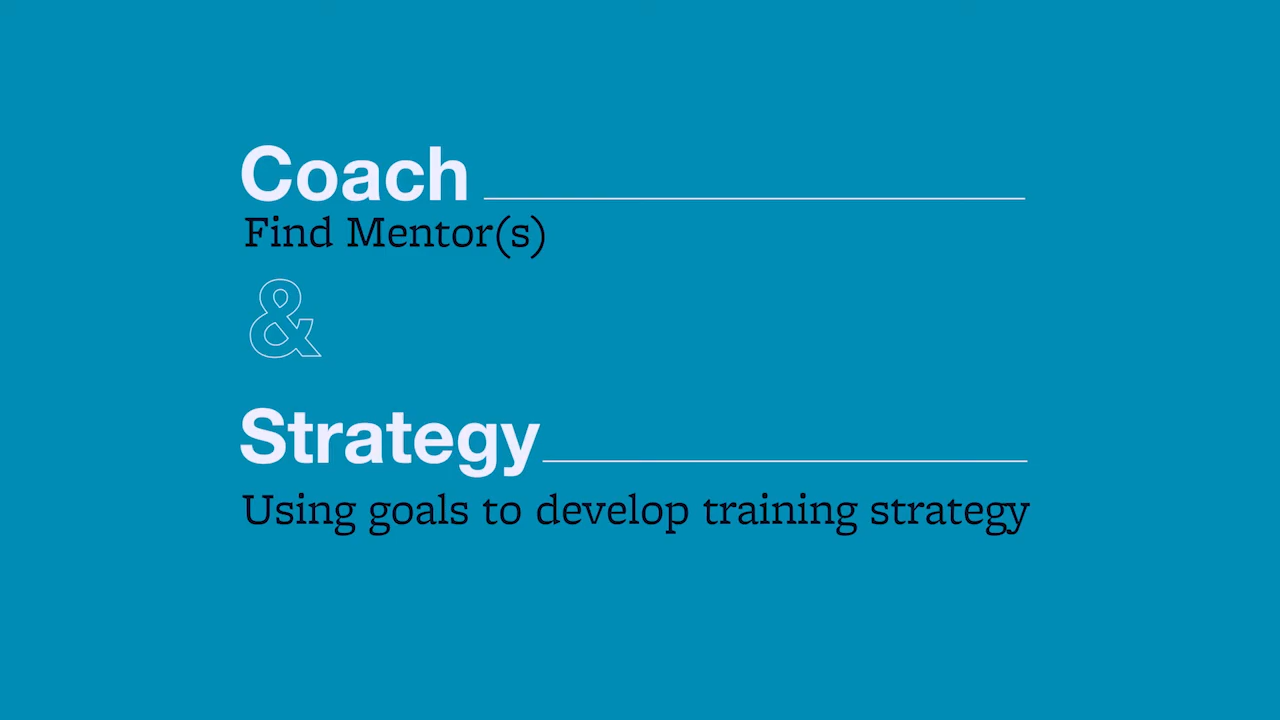 Coach
Find Mentor(s)
&
Strategy
Using goals to develop training strategy